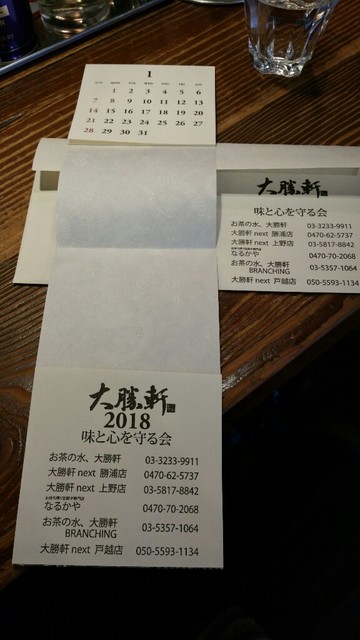 1
1 2 3 4 5 6
7 8 9 10 11 12 13
14 15 16 17 18 19 20
21 22 23 24 25 26 27
28 29 30 31
大勝軒
味と心を守る会
お茶の水、大勝軒 03-3233-9911
大勝軒 next 勝浦店 0470-62-5737
大勝軒 next 上野店 03-5817-8842
なるかや 0470-70-2068
お茶の水、大勝軒 03-5357-1064
BRANCHING
大勝軒 next 戸越店 050-5593-1134
大勝軒
2018
味と心を守る会
お茶の水、大勝軒 03-3233-9911
大勝軒 next 勝浦店 0470-62-5737
大勝軒 next 上野店 03-5817-8842
なるかや 0470-70-2068
お茶の水、大勝軒 03-5357-1064
BRANCHING
大勝軒 next 戸越店 050-5593-1134